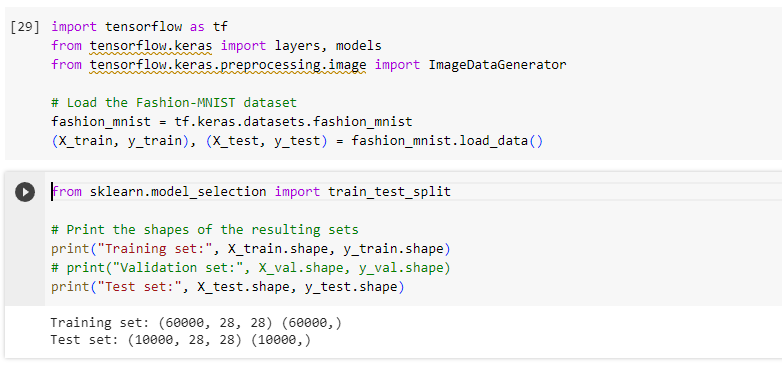 [29] import tensorflow as tf
from tensorflow.keras import layers, models
from tensorflow.keras.preprocessing.image import ImageDataGenerator
# Load the Fashion-MNIST dataset
fashion_mnist = tf.keras.datasets.fashion_mnist
(X_train, y_train), (X_test, y_test) = fashion_mnist.load_data()
from sklearn.model_selection import train_test_split
# Print the shapes of the resulting sets
print("Training set:", X_train.shape, y_train.shape)
# print("Validation set:", X_val.shape, y_val.shape)
print("Test set:", X_test.shape, y_test.shape)
Training set: (60000, 28, 28) (60000,)
Test set: (10000, 28, 28) (10000,)